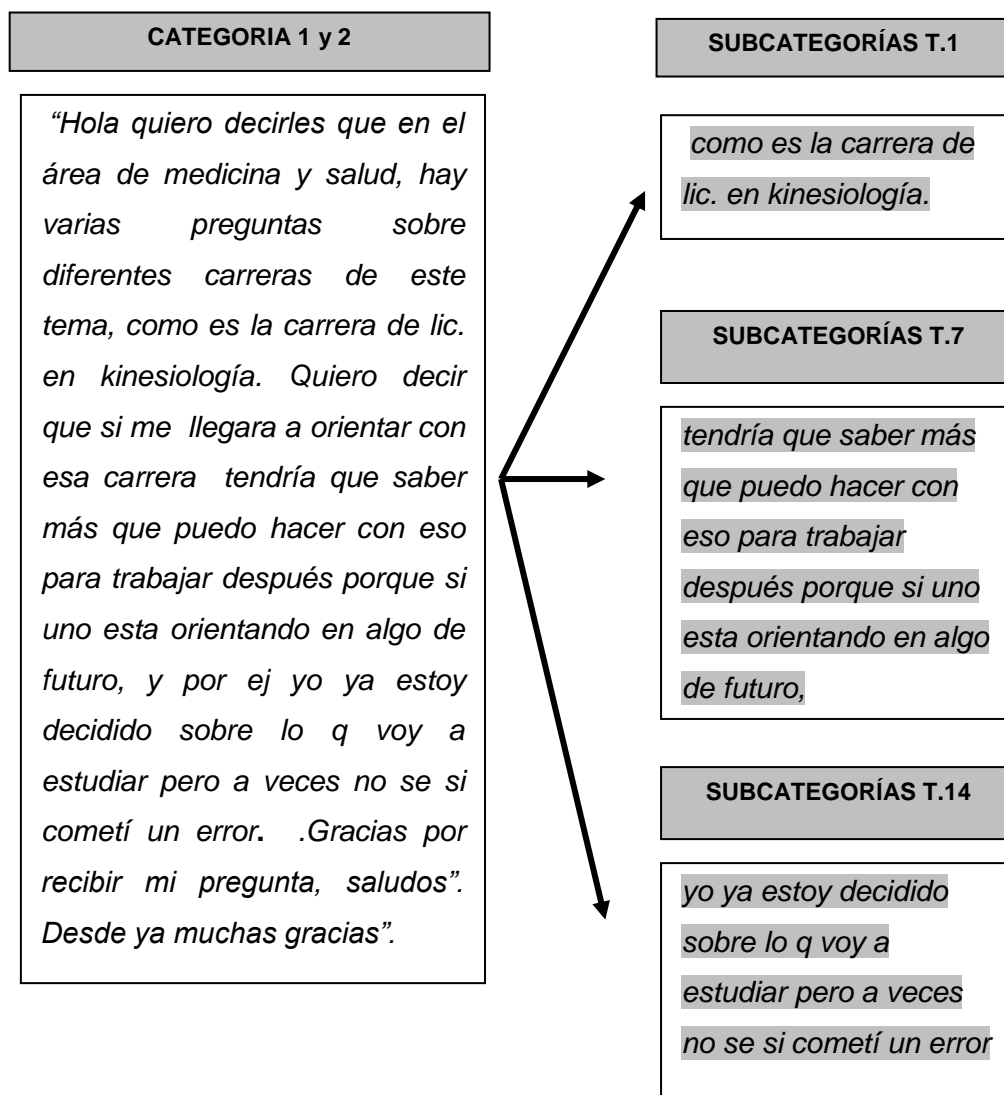 CATEGORIA 1 y 2
“Hola quiero decirles que en el
área de medicina y salud, hay
varias preguntas sobre
diferentes carreras de este
tema, como es la carrera de lic.
en kinesiología. Quiero decir
que si me llegara a orientar con
esa carrera tendría que saber
más que puedo hacer con eso
para trabajar después porque si
uno esta orientando en algo de
futuro, y por ej yo ya estoy
decidido sobre lo q voy a
estudiar pero a veces no se si
cometí un error. .Gracias por
recibir mi pregunta, saludos”.
Desde ya muchas gracias”.
SUBCATEGORÍAS T.1
como es la carrera de
lic. en kinesiología.
SUBCATEGORÍAS T.7
tendría que saber más
que puedo hacer con
eso para trabajar
después porque si uno
esta orientando en algo
de futuro,
SUBCATEGORÍAS T.14
yo ya estoy decidido
sobre lo q voy a
estudiar pero a veces
no se si cometí un error